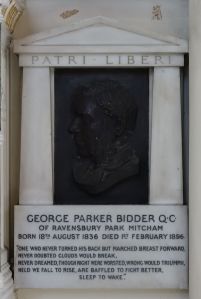 PATRI · LIBERI
GEORGE PARKER BIDDER Q·C·
OF RAVENSBURY PARK MITCHAM
BORN 18TH AUGUST 1836 DIED 1ST FEBRUARY 1896
"ONE WHO NEVER TURNED HIS BACK BUT MARCHED BREAST FORWARD,
NEVER DOUBTED CLOUDS WOULD BREAK,
NEVER DREAMED, THOUGH RIGHT WERE WORSTED, WRONG WOULD TRIUMPH,
HELD WE FALL TO RISE, ARE BAFFLED TO FIGHT BETTER,
SLEEP TO WAKE."